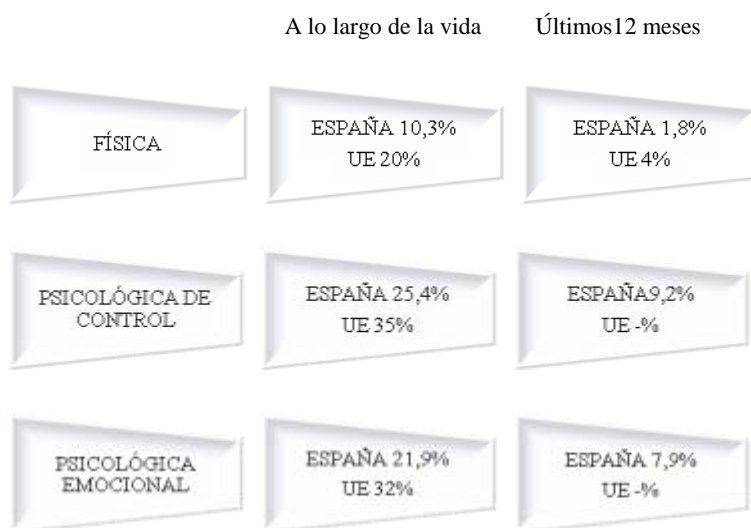 A lo largo de la vida Últimos12 meses
FÍSICA
ESPAÑA 10,3%
UE 20%
ESPAÑA 1,8%
UE 4%
PSICOLÓGICA DE
CONTROL
ESPAÑA 25,4%
UE 35%
ESPAÑA9,2%
UE -%
PSICOLÓGICA
EMOCIONAL
ESPAÑA 21,9%
UE 32%
ESPAÑA 7,9%
UE -%